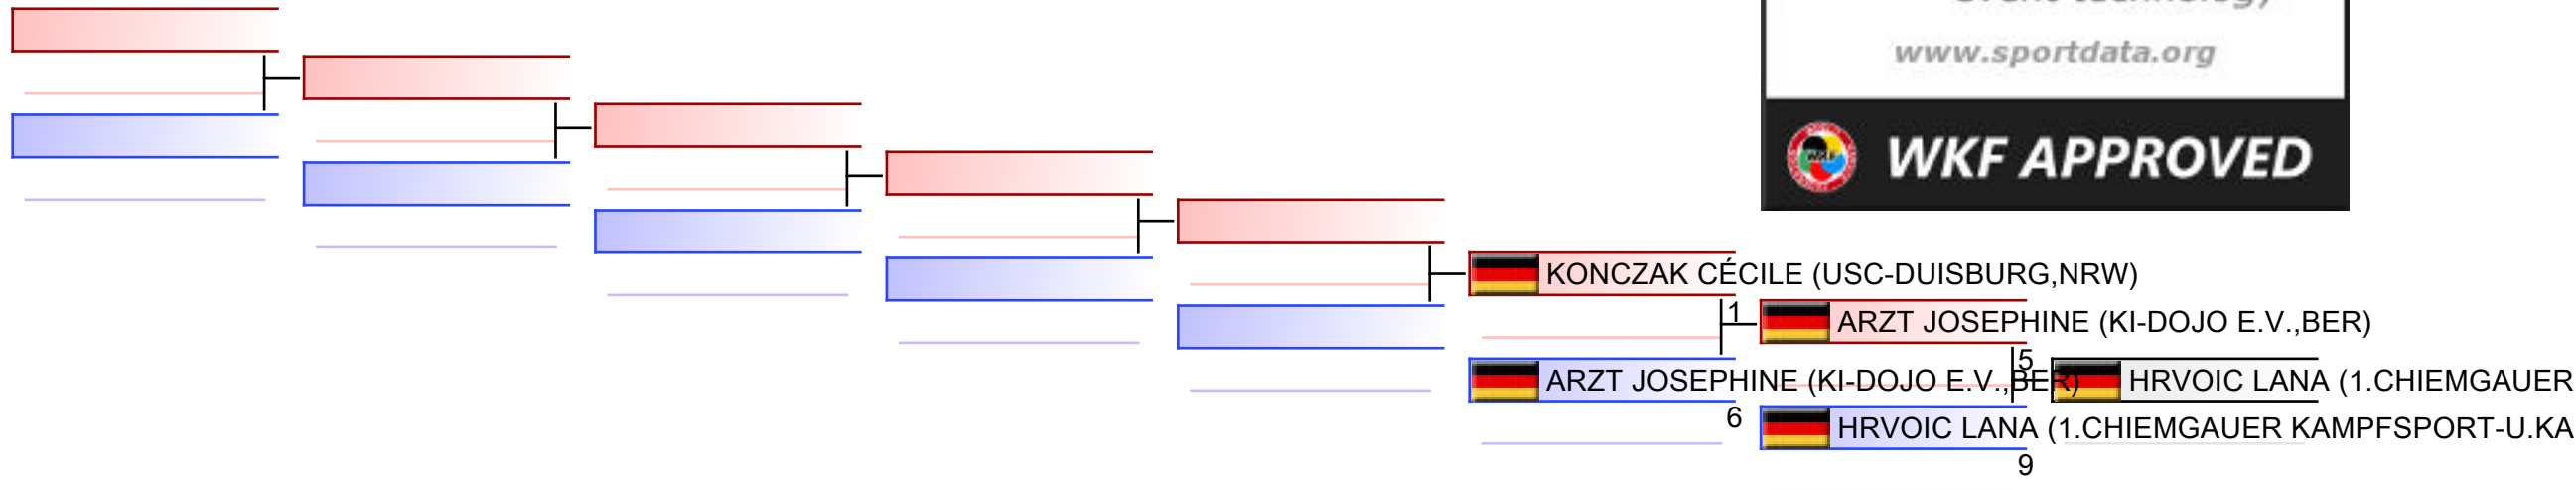 www.sportdata.org
WKF APPROVED
KONCZAK CÉCILE (USC-DUISBURG,NRW)
1
ARZT JOSEPHINE (KI-DOJO E.V.,BER)
5
ARZT JOSEPHINE (KI-DOJO E.V.,BER)
HRVOIC LANA (1.CHIEMGAUER
6
HRVOIC LANA (1.CHIEMGAUER KAMPFSPORT-U.KA
9